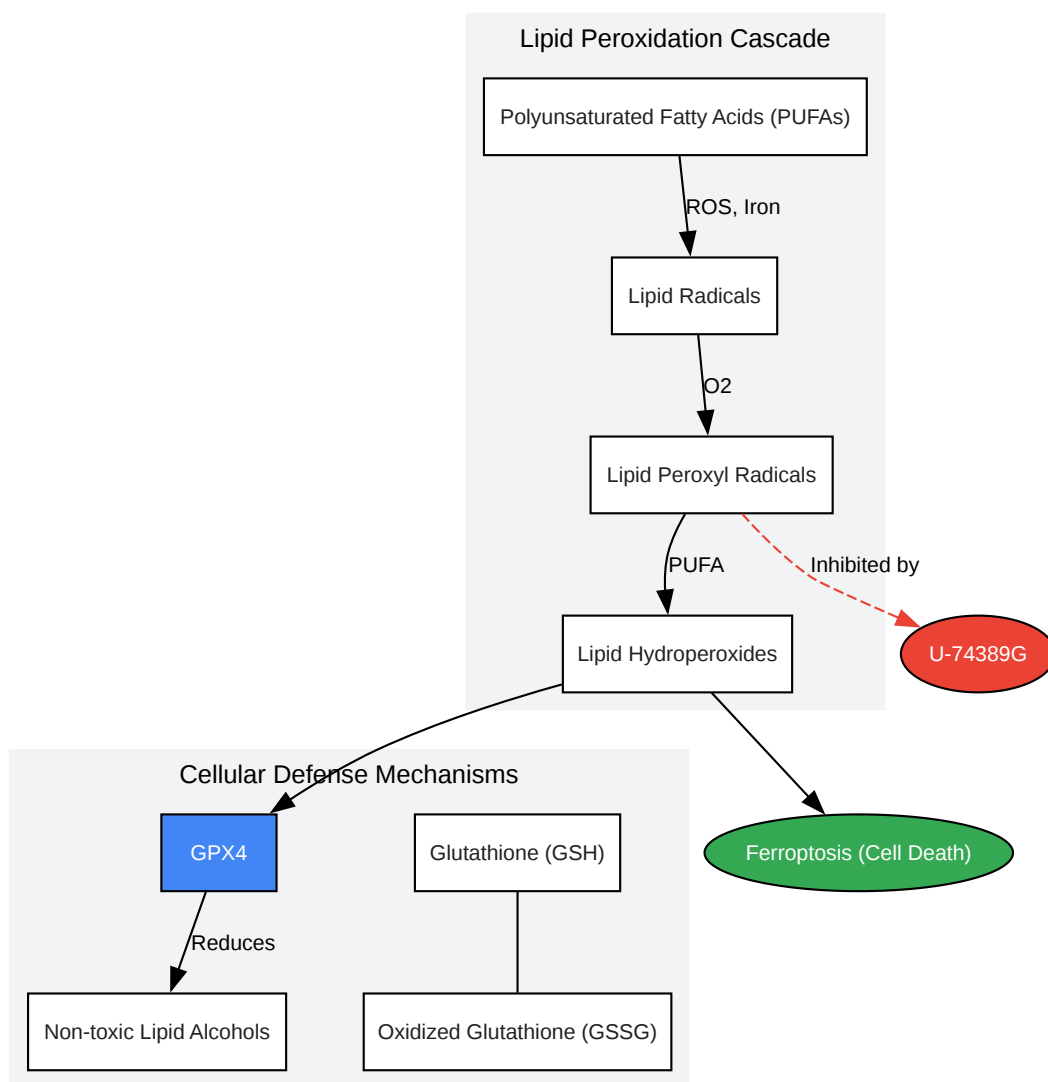 Lipid Peroxidation Cascade
Polyunsaturated Fatty Acids (PUFAs)
ROS, Iron
Lipid Radicals
O2
Lipid Peroxyl Radicals
PUFA
Inhibited by
Lipid Hydroperoxides
U-74389G
Cellular Defense Mechanisms
GPX4
Glutathione (GSH)
Ferroptosis (Cell Death)
Reduces
Non-toxic Lipid Alcohols
Oxidized Glutathione (GSSG)